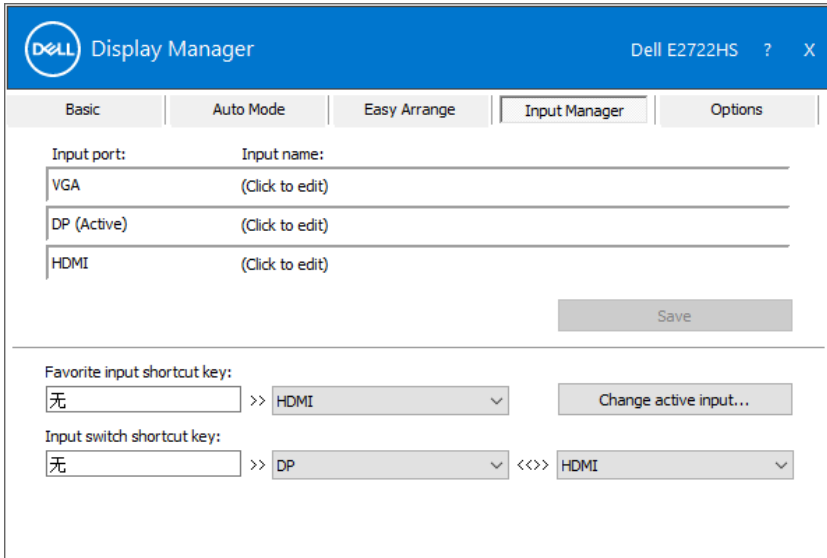 DELL Display Manager Dell E2722HS ? X
Basic Auto Mode Easy Arrange Input Manager Options
Input port: Input name:
VGA (Click to edit)
DP (Active) (Click to edit)
HDMI (Click to edit)
Save
Favorite input shortcut key:
无 >> HDMI Change active input...
Input switch shortcut key:
无 >> DP <<>> HDMI